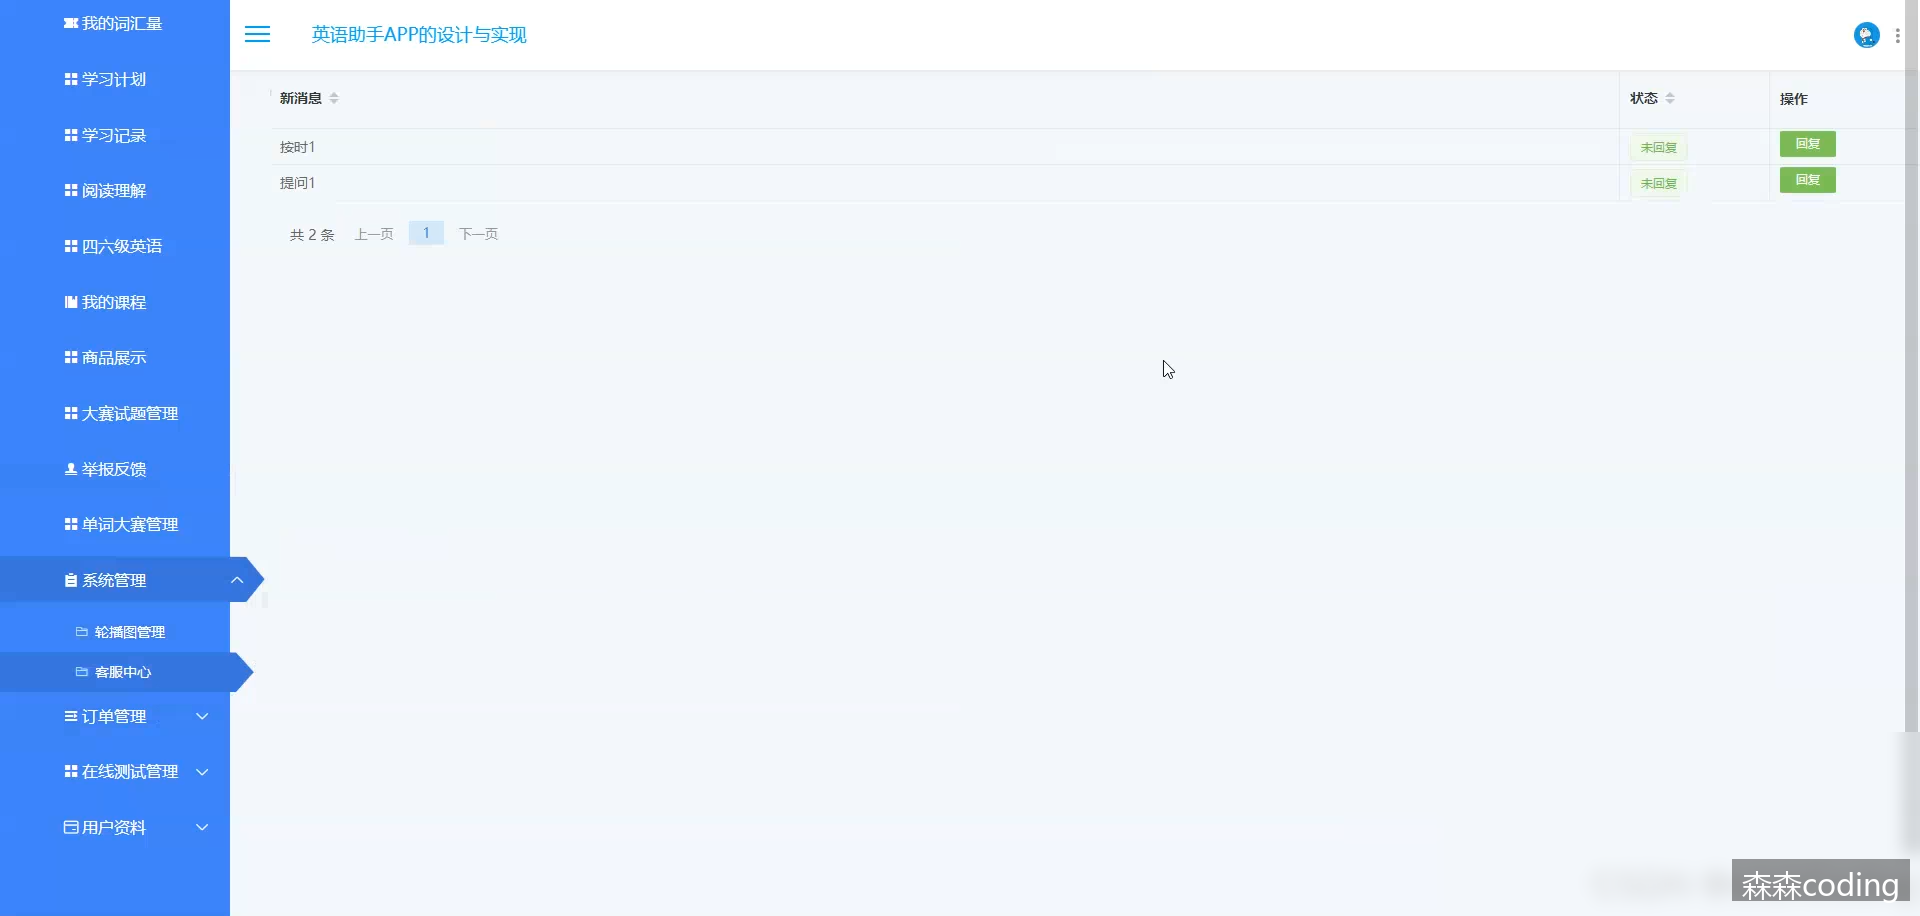 我的词汇量
学习计划
学习记录
阅读理解
四六级英语
我的课程
商品展示
大赛试题管理
举报反馈
单词大赛管理
系统管理
轮播图管理
客服中心
订单管理
在线测试管理
用户资料
英语助手APP的设计与实现
新消息 状态 操作
按时1 未回复 回复
提问1 未回复 回复
共 2 条 上一页 1 下一页
森森coding